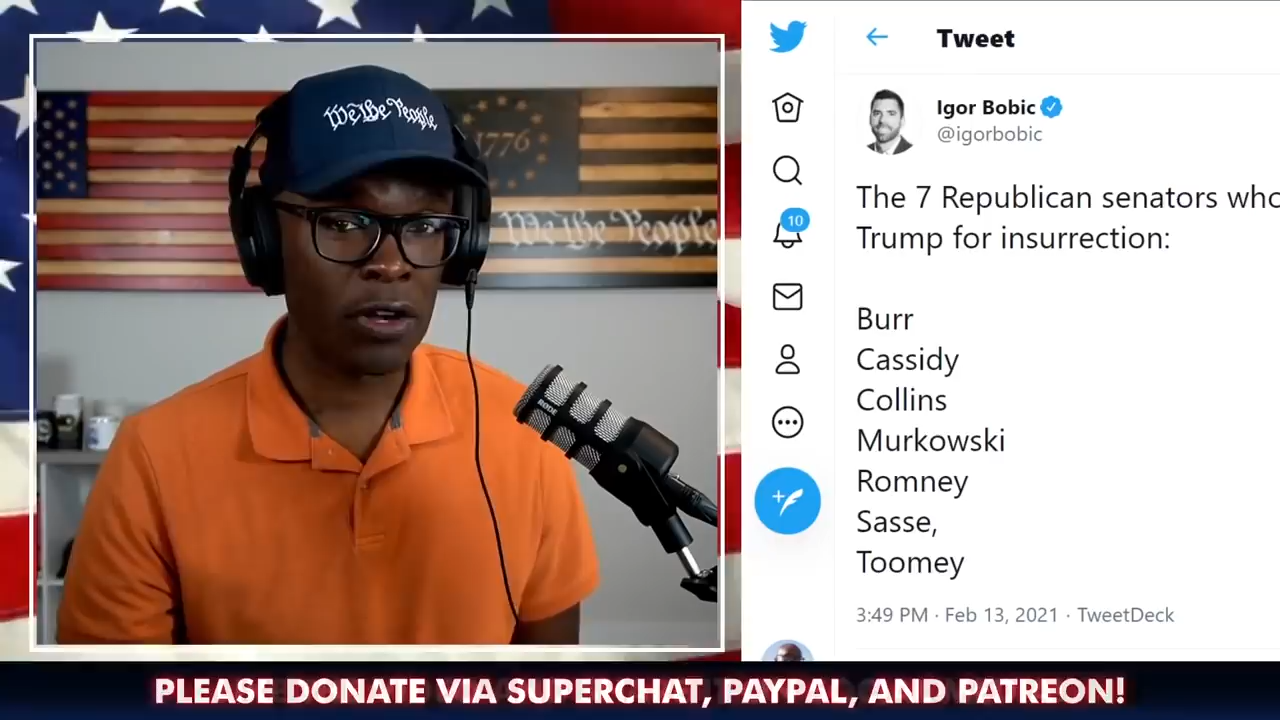 We the People
1776
We the People
RODE
Tweet
Igor Bobic
@igorbobic
10
The 7 Republican senators who
Trump for insurrection:
Burr
Cassidy
Collins
Murkowski
Romney
Sasse,
Toomey
3:49 PM · Feb 13, 2021 · TweetDeck
PLEASE DONATE VIA SUPERCHAT, PAYPAL, AND PATREON!